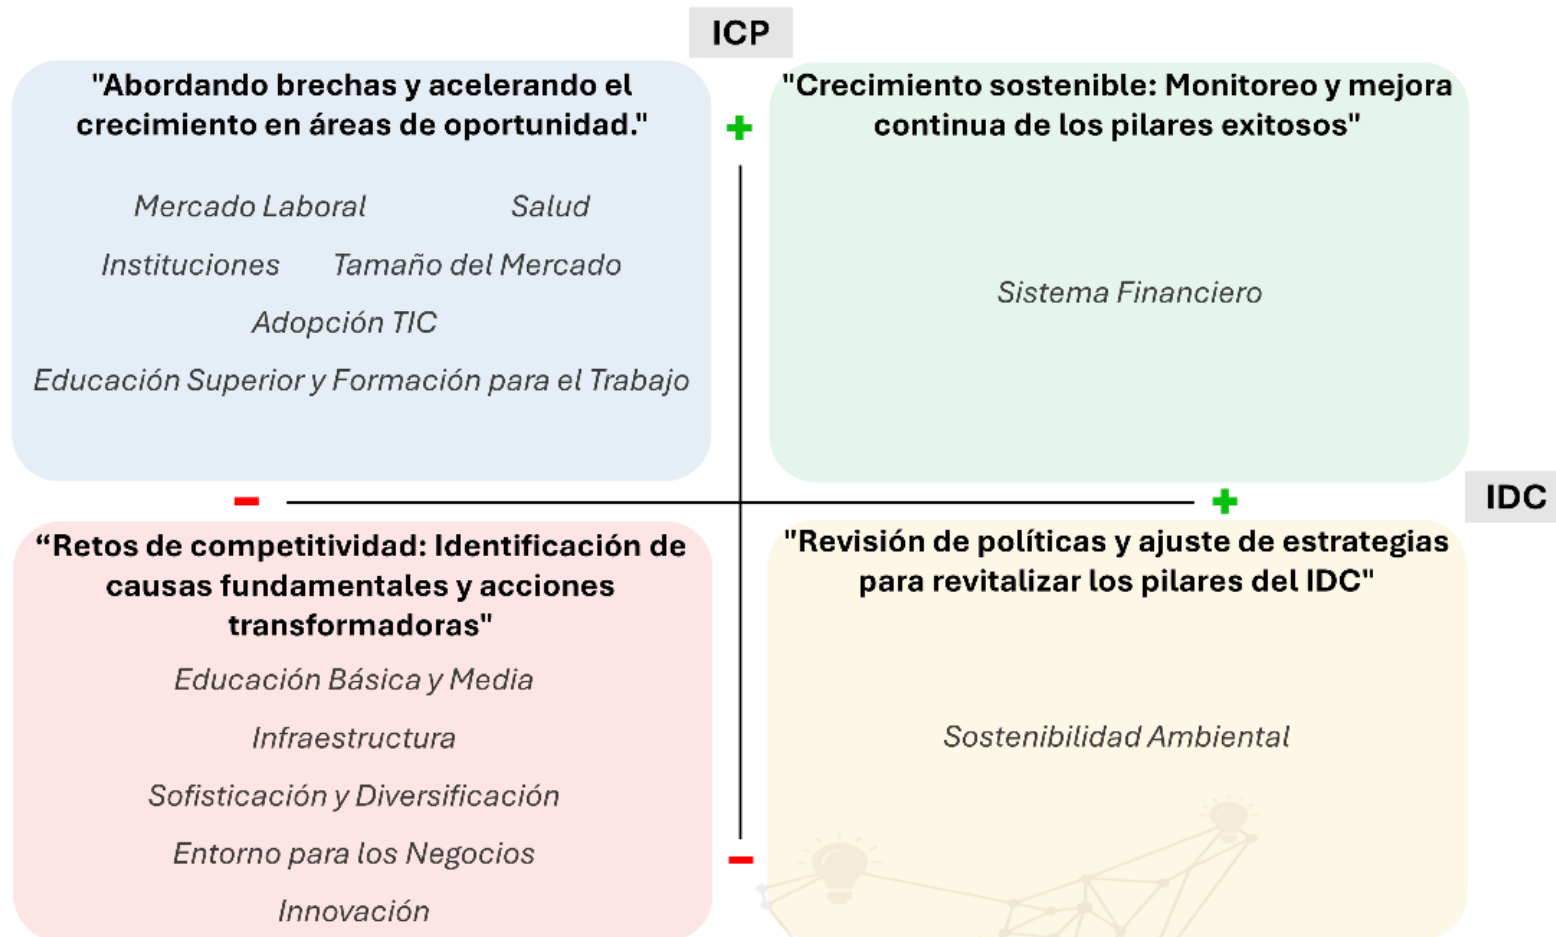 ICP
"Abordando brechas y acelerando el
crecimiento en áreas de oportunidad."
Mercado Laboral
Salud
Instituciones
Tamaño del Mercado
Adopción TIC
Educación Superior y Formación para el Trabajo
"Crecimiento sostenible: Monitoreo y mejora
continua de los pilares exitosos"
Sistema Financiero
+
-
+
IDC
“Retos de competitividad: Identificación de
causas fundamentales y acciones
transformadoras"
Educación Básica y Media
Infraestructura
Sofisticación y Diversificación
Entorno para los Negocios
Innovación
"Revisión de políticas y ajuste de estrategias
para revitalizar los pilares del IDC"
Sostenibilidad Ambiental
-